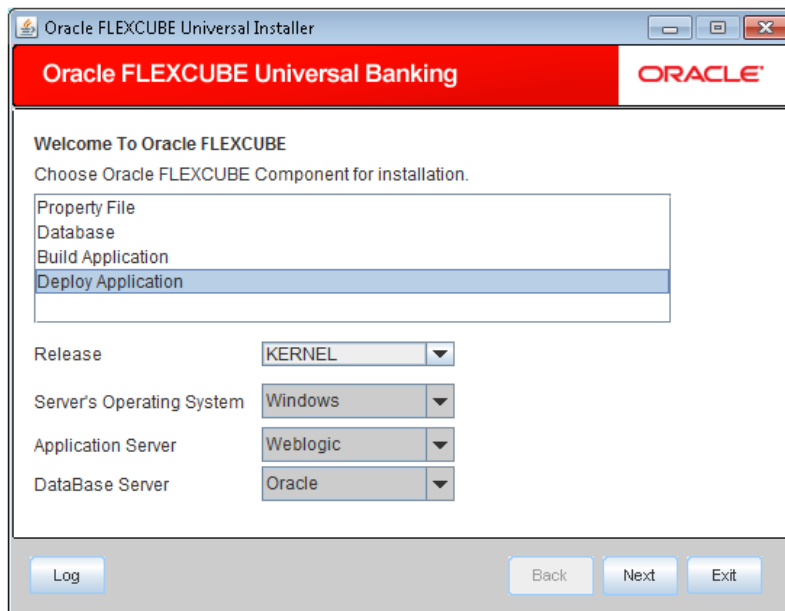 Oracle FLEXCUBE Universal Installer
Oracle FLEXCUBE Universal Banking
ORACLE
Welcome To Oracle FLEXCUBE
Choose Oracle FLEXCUBE Component for installation.
Property File
Database
Build Application
Deploy Application
Release KERNEL
Server's Operating System Windows
Application Server Weblogic
DataBase Server Oracle
Log Back Next Exit